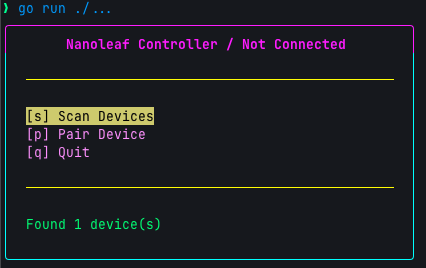 ❯ go run ./...
Nanoleaf Controller / Not Connected
[s] Scan Devices
[p] Pair Device
[q] Quit
Found 1 device(s)